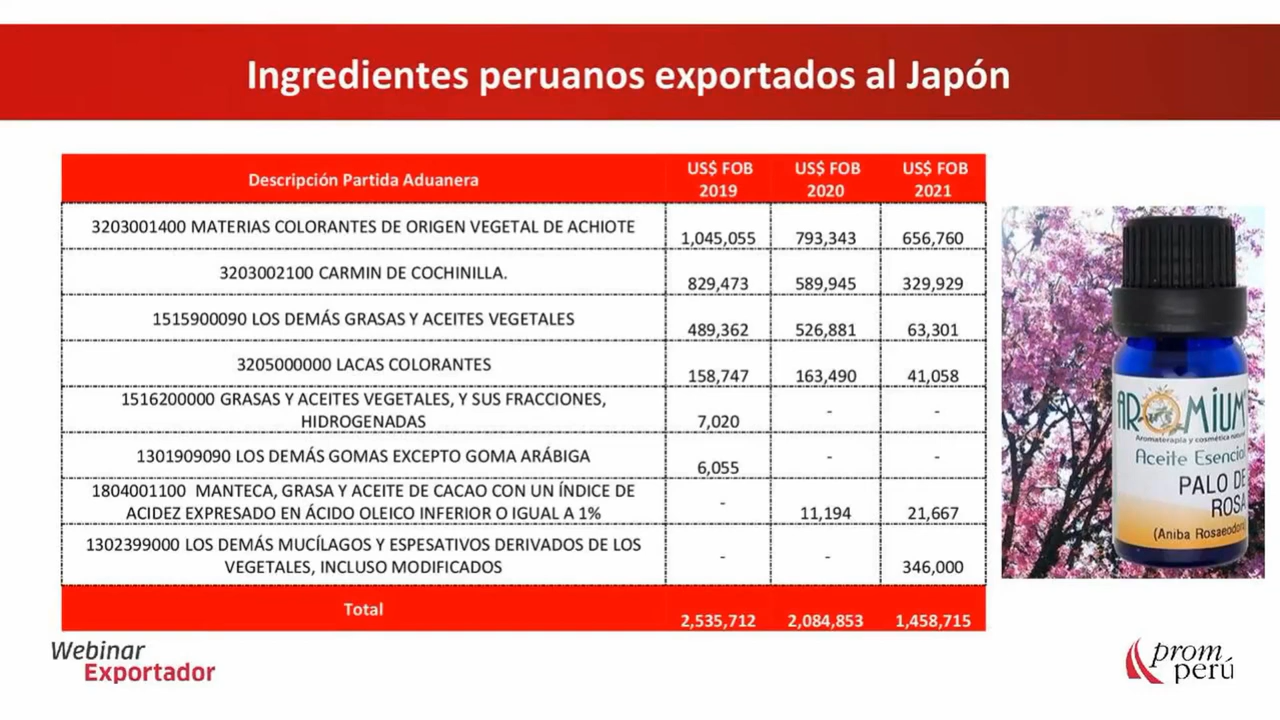 Ingredientes peruanos exportados al Japón
Descripción Partida Aduanera
US$ FOB 2019
US$ FOB 2020
US$ FOB 2021
3203001400 MATERIAS COLORANTES DE ORIGEN VEGETAL DE ACHIOTE
1,045,055
793,343
656,760
3203002100 CARMIN DE COCHINILLA.
829,473
589,945
329,929
1515900090 LOS DEMÁS GRASAS Y ACEITES VEGETALES
489,362
526,881
63,301
3205000000 LACAS COLORANTES
158,747
163,490
41,058
1516200000 GRASAS Y ACEITES VEGETALES, Y SUS FRACCIONES,
HIDROGENADAS
7,020
-
-
1301909090 LOS DEMÁS GOMAS EXCEPTO GOMA ARÁBIGA
6,055
-
-
1804001100 MANTECA, GRASA Y ACEITE DE CACAO CON UN ÍNDICE DE
ACIDEZ EXPRESADO EN ÁCIDO OLEICO INFERIOR O IGUAL A 1%
-
11,194
21,667
1302399000 LOS DEMÁS MUCÍLAGOS Y ESPESATIVOS DERIVADOS DE LOS
VEGETALES, INCLUSO MODIFICADOS
-
-
346,000
Total
2,535,712
2,084,853
1,458,715
AROMIUM
Aromaterapia y cosmética natural
Aceite Esencial
PALO DE
ROSA
(Aniba Rosaeodora
Webinar
Exportador
prom
perú